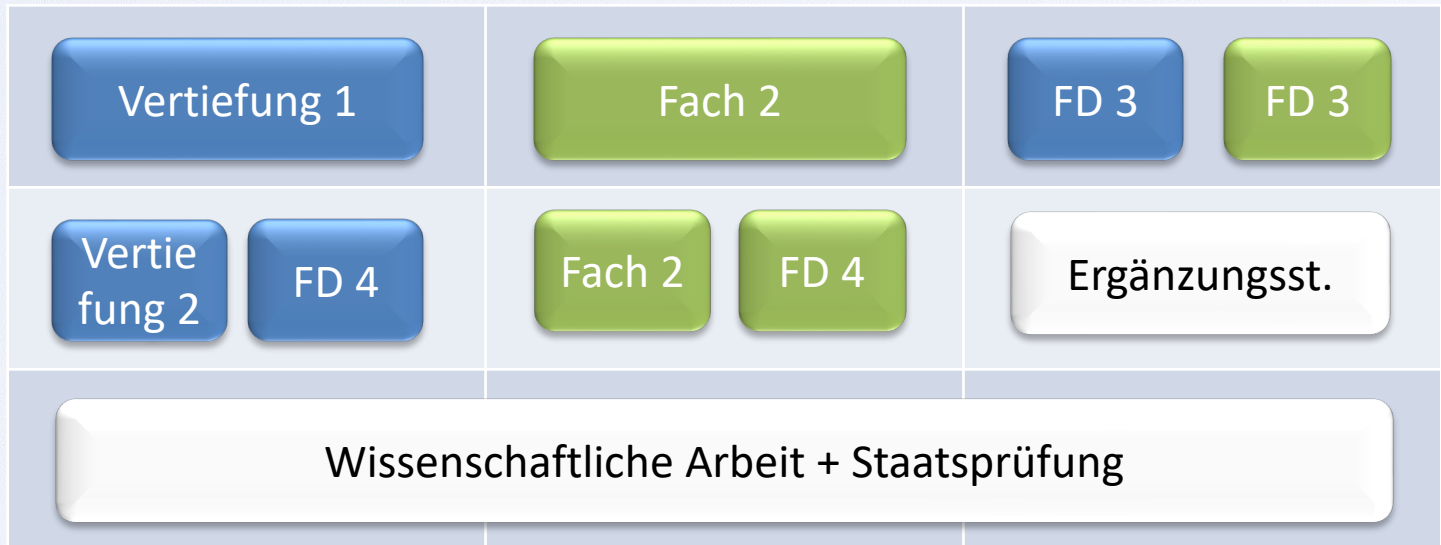 Vertiefung 1
Fach 2
FD 3
FD 3
Vertie
fung 2
FD 4
Fach 2
FD 4
Ergänzungsst.
Wissenschaftliche Arbeit + Staatsprüfung